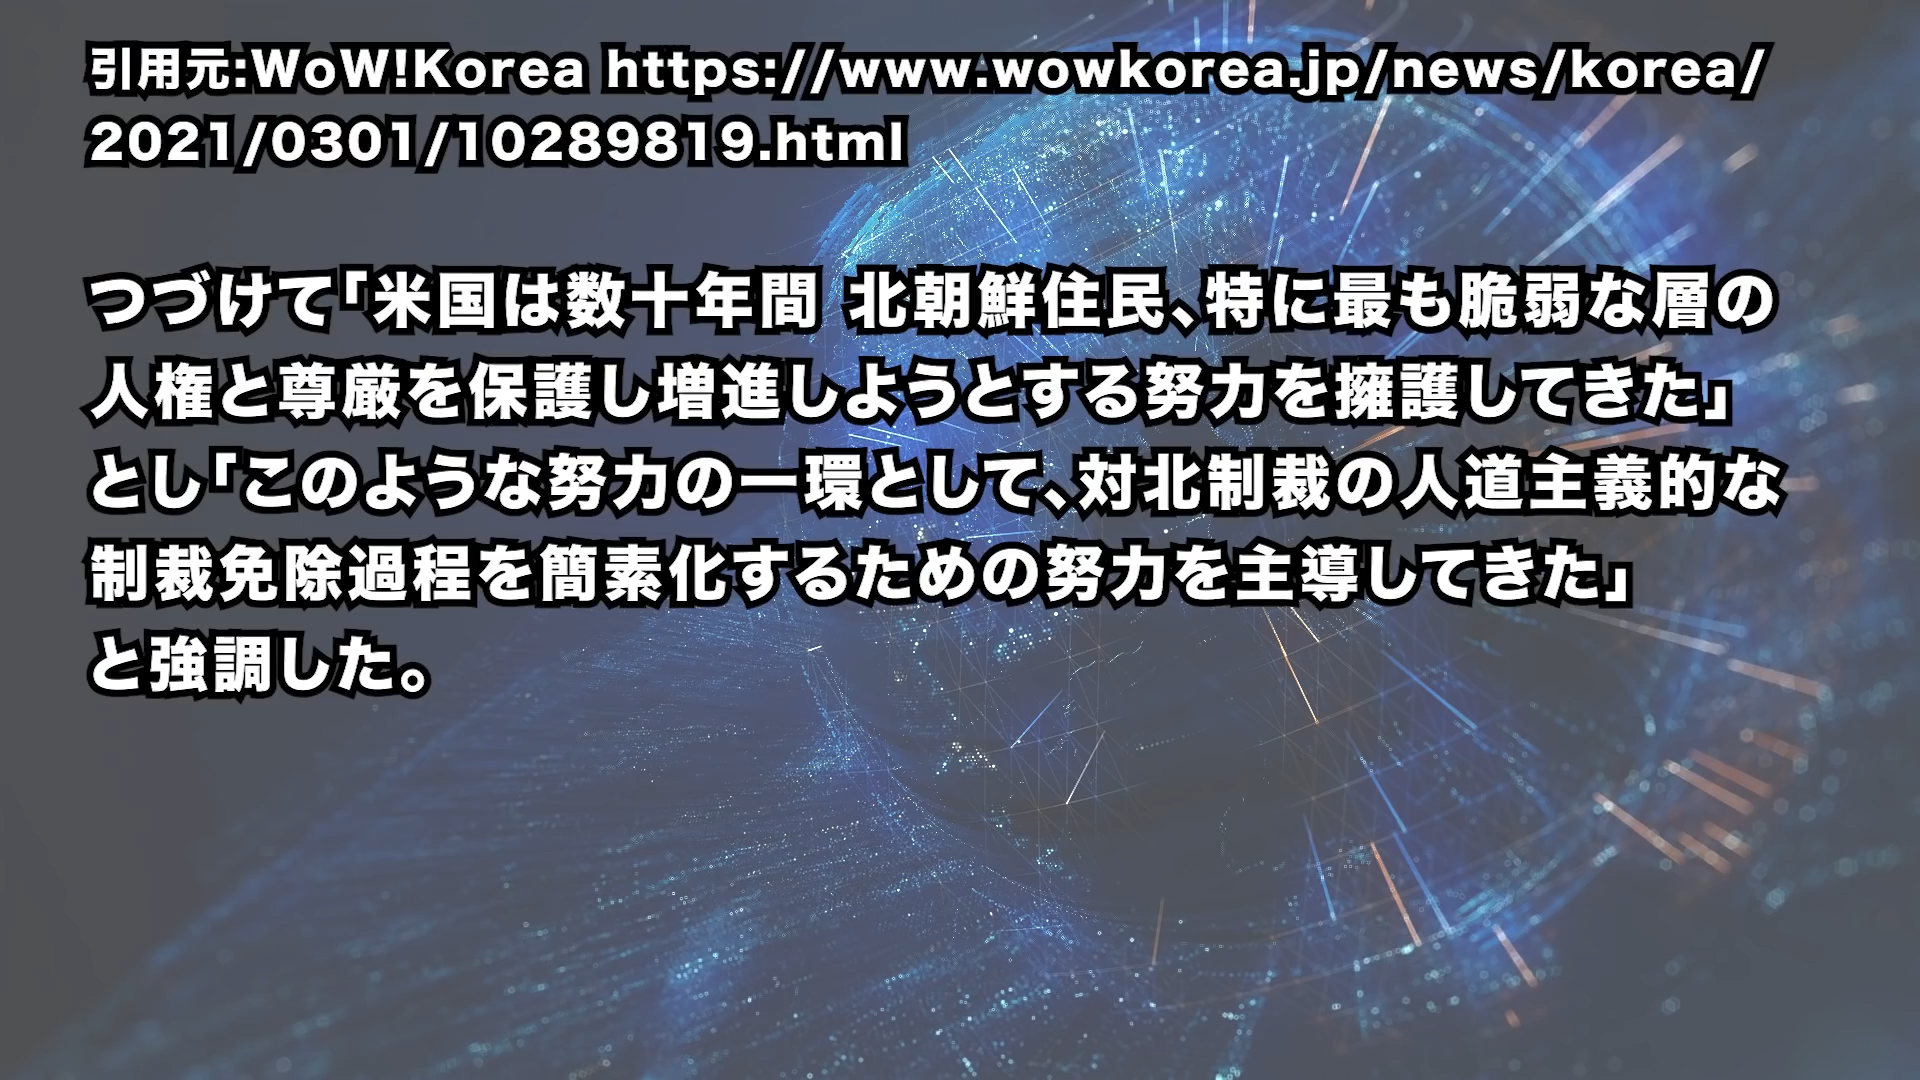 引用元:WoW!Korea https://www.wowkorea.jp/news/korea/
2021/0301/10289819.html
つづけて「米国は数十年間 北朝鮮住民、特に最も脆弱な層の
人権と尊厳を保護し増進しようとする努力を擁護してきた」
とし「このような努力の一環として、対北制裁の人道主義的な
制裁免除過程を簡素化するための努力を主導してきた」
と強調した。